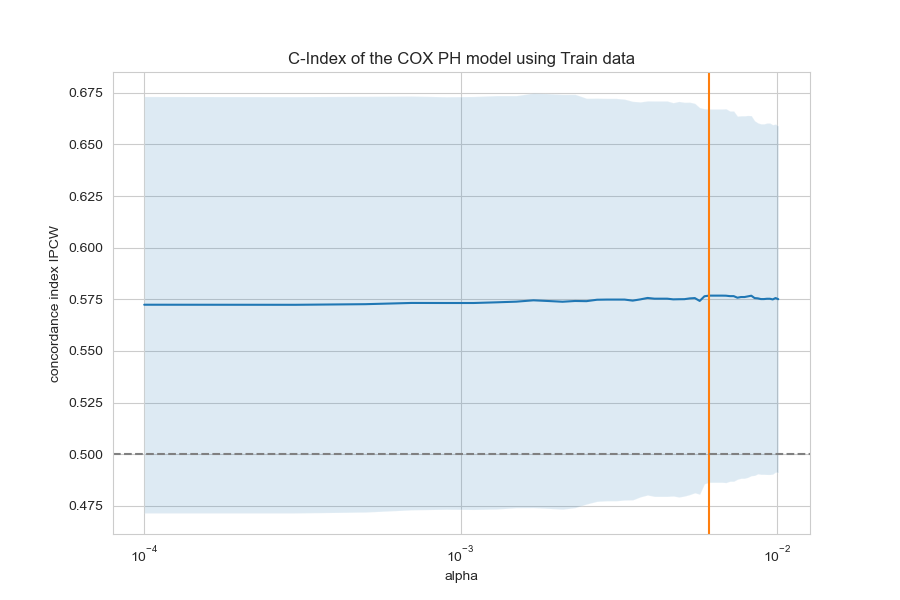 C-Index of the COX PH model using Train data
0.675
0.650
0.625
0.600
0.575
0.550
0.525
0.500
0.475
concordance index IPCW
10⁻⁴ 10⁻³ 10⁻²
alpha